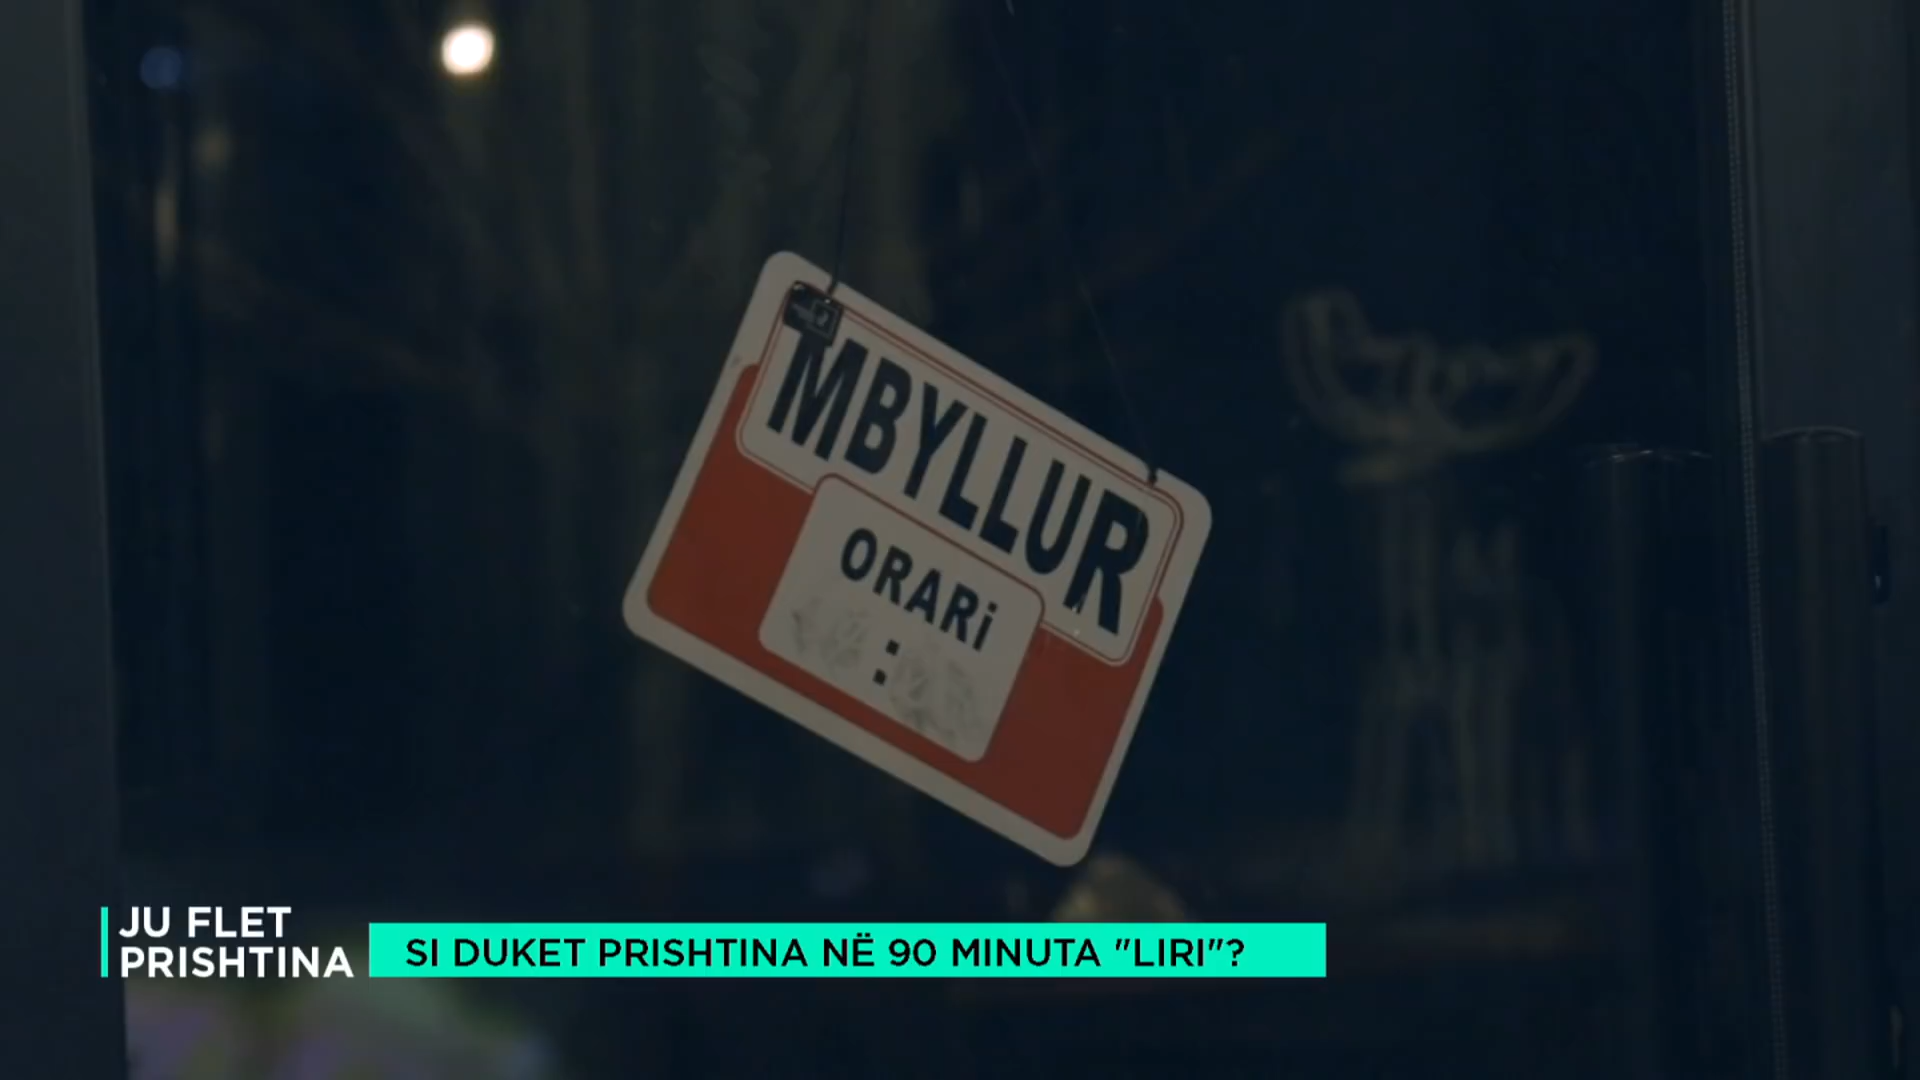 MBYLLUR
ORARi
:
JU FLET
PRISHTINA
SI DUKET PRISHTINA NË 90 MINUTA "LIRI"?